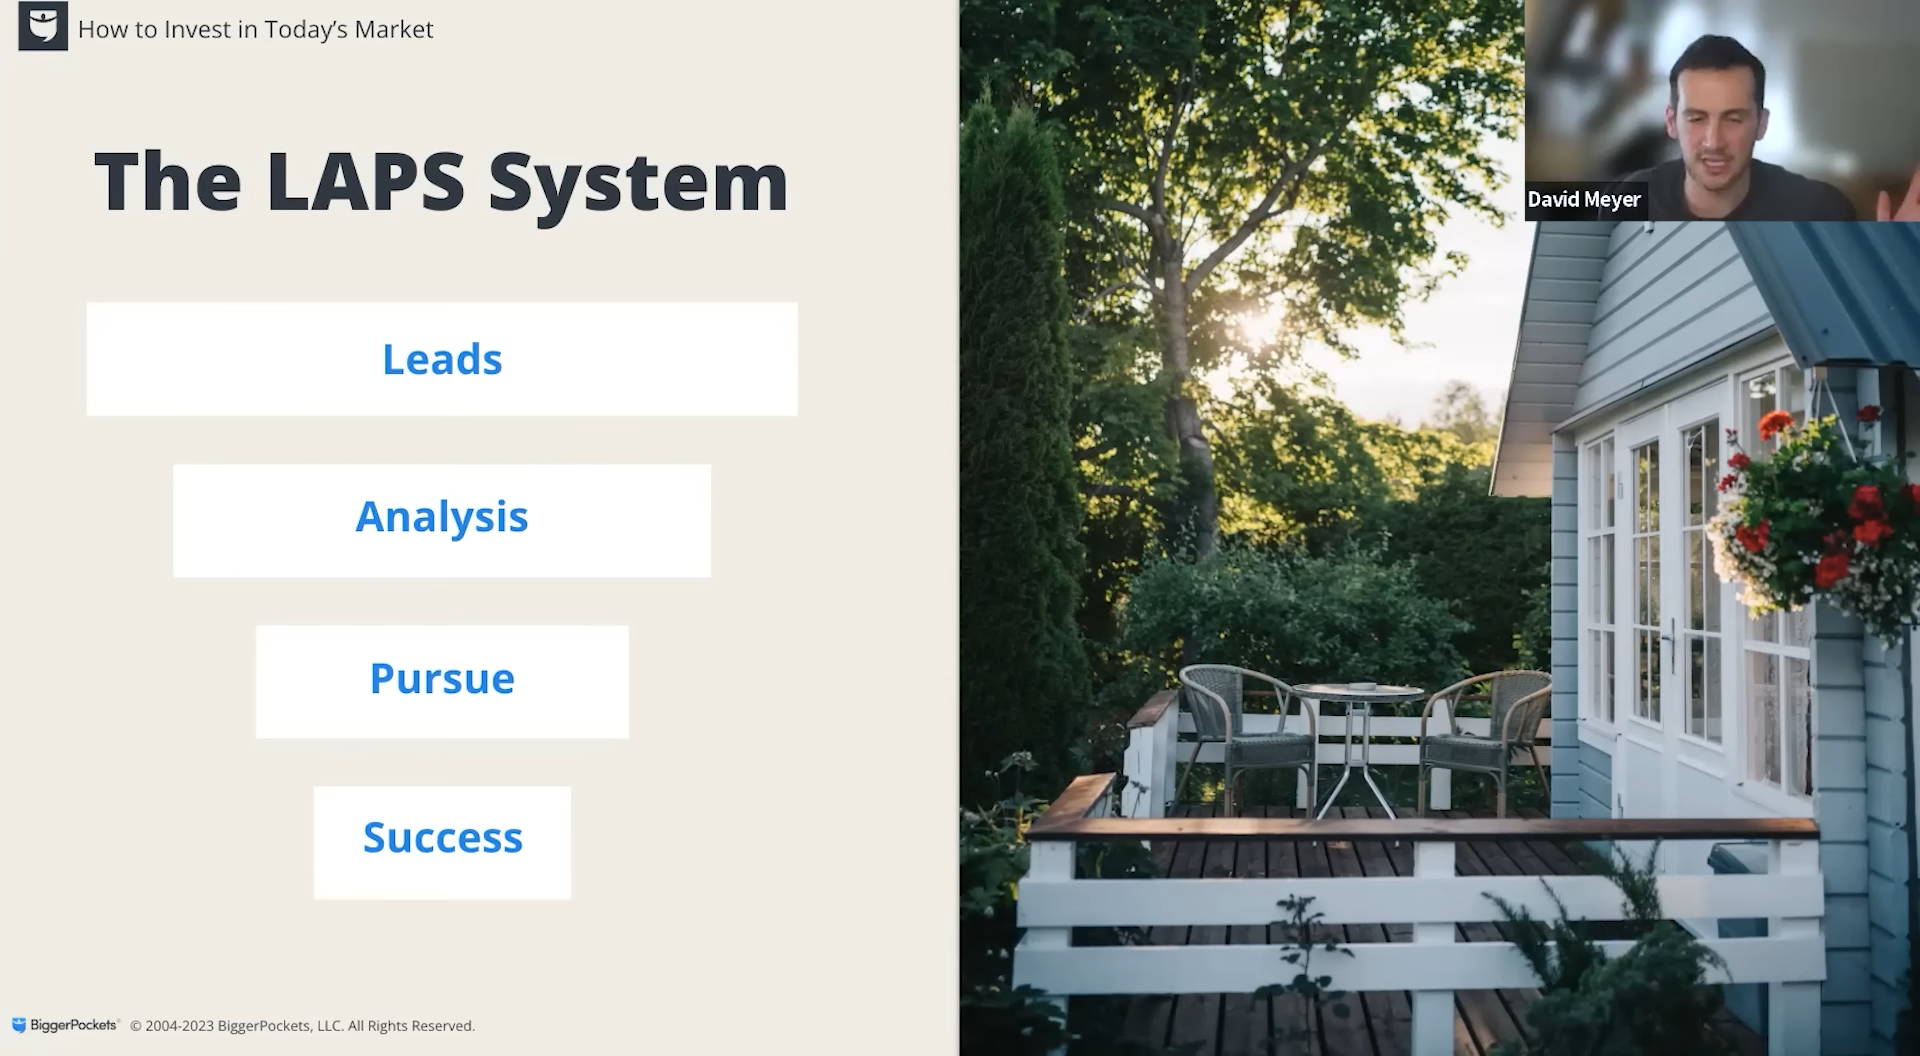 How to Invest in Today's Market
The LAPS System
Leads
Analysis
Pursue
Success
David Meyer
BiggerPockets® © 2004-2023 BiggerPockets, LLC. All Rights Reserved.